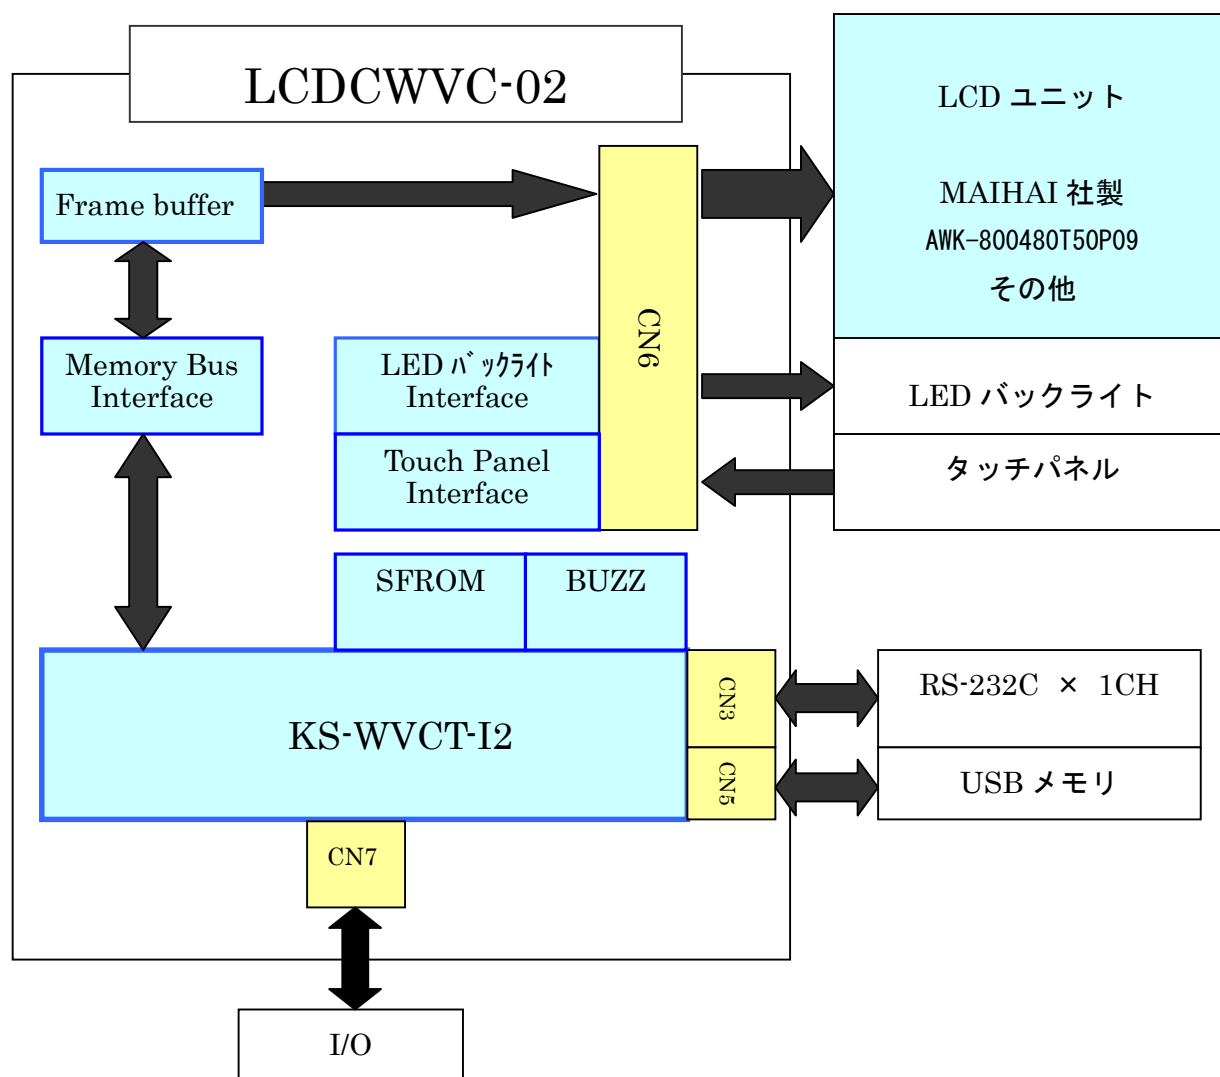 LCDCWVC-02
LCD ユニット
MAIHAI 社製
AWK-800480T50P09
その他
Frame buffer
CN6
Memory Bus
Interface
LED ﾊﾞｯｸﾗｲﾄ
Interface
LED バックライト
Touch Panel
Interface
タッチパネル
SFROM
BUZZ
KS-WVCT-I2
CN3
RS-232C × 1CH
CN5
USB メモリ
CN7
I/O